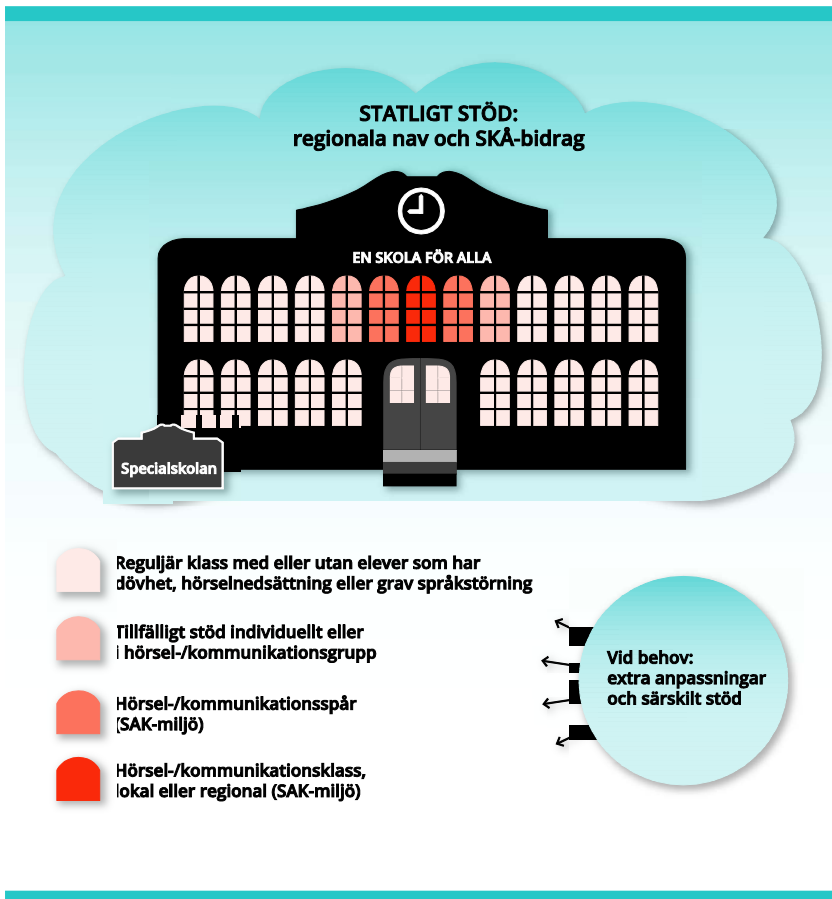 STATLIGT STÖD:
regionala nav och SKÅ-bidrag
EN SKOLA FÖR ALLA
Specialskolan
Reguljär klass med eller utan elever som har
dövhet, hörselnedsättning eller grav språkstörning
Tillfälligt stöd individuellt eller
i hörsel-/kommunikationsgrupp
Hörsel-/kommunikationsspår
(SAK-miljö)
Hörsel-/kommunikationsklass,
lokal eller regional (SAK-miljö)
Vid behov:
extra anpassningar
och särskilt stöd